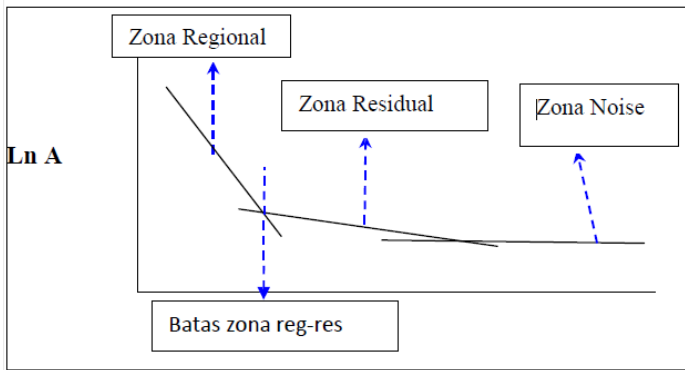 Zona Regional
Zona Residual
Zona Noise
Ln A
Batas zona reg-res